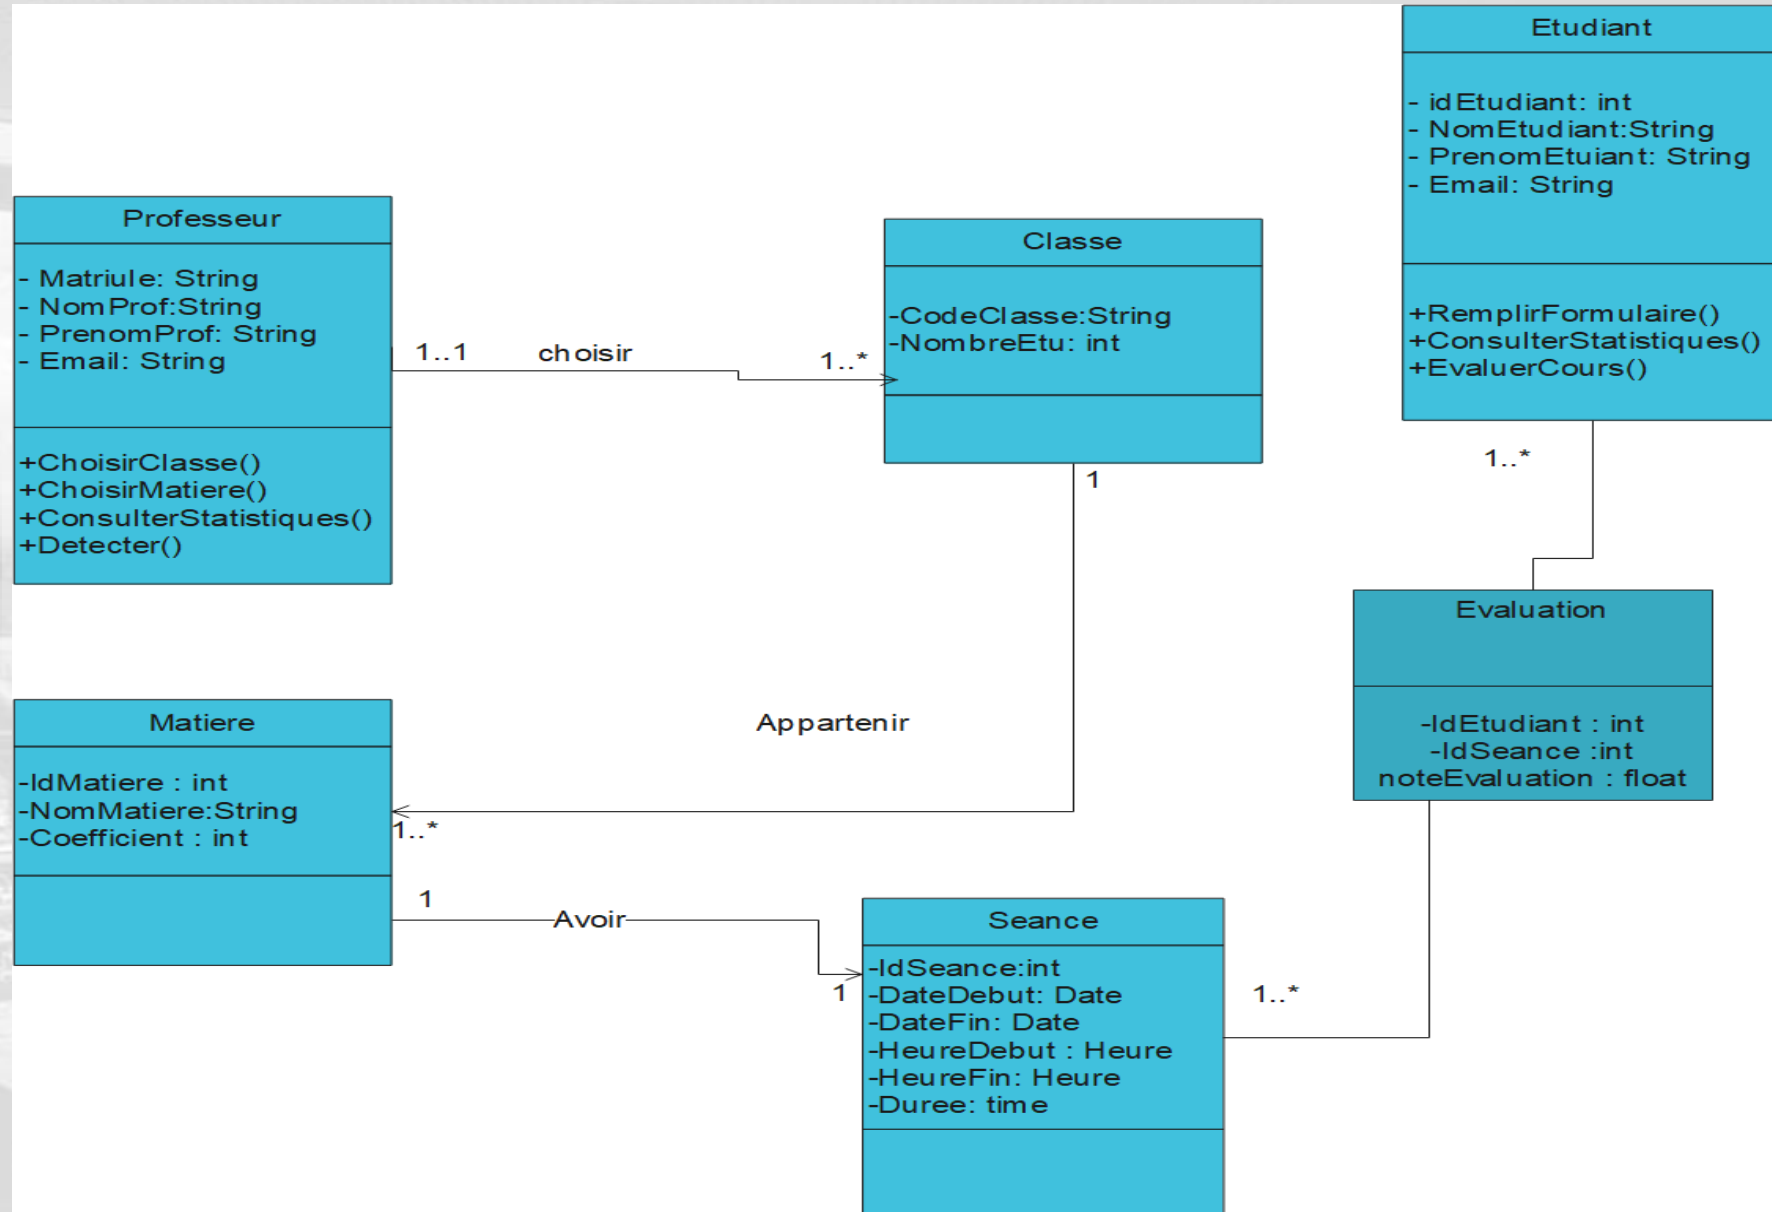 Etudiant
- idEtudiant: int
- NomEtudiant:String
- PrenomEtuiant: String
- Email: String
+RemplirFormulaire()
+ConsulterStatistiques()
+EvaluerCours()
1..*
Professeur
- Matriule: String
- NomProf:String
- PrenomProf: String
- Email: String
+ChoisirClasse()
+ChoisirMatiere()
+ConsulterStatistiques()
+Detecter()
1..1 choisir 1..*
Classe
-CodeClasse:String
-NombreEtu: int
1
Appartenir
1..*
Evaluation
-IdEtudiant : int
-IdSeance :int
noteEvaluation : float
Matiere
-IdMatiere : int
-NomMatiere:String
-Coefficient : int
1
Avoir
1
Seance
-IdSeance:int
-DateDebut: Date
-DateFin: Date
-HeureDebut : Heure
-HeureFin: Heure
-Duree: time
1..*